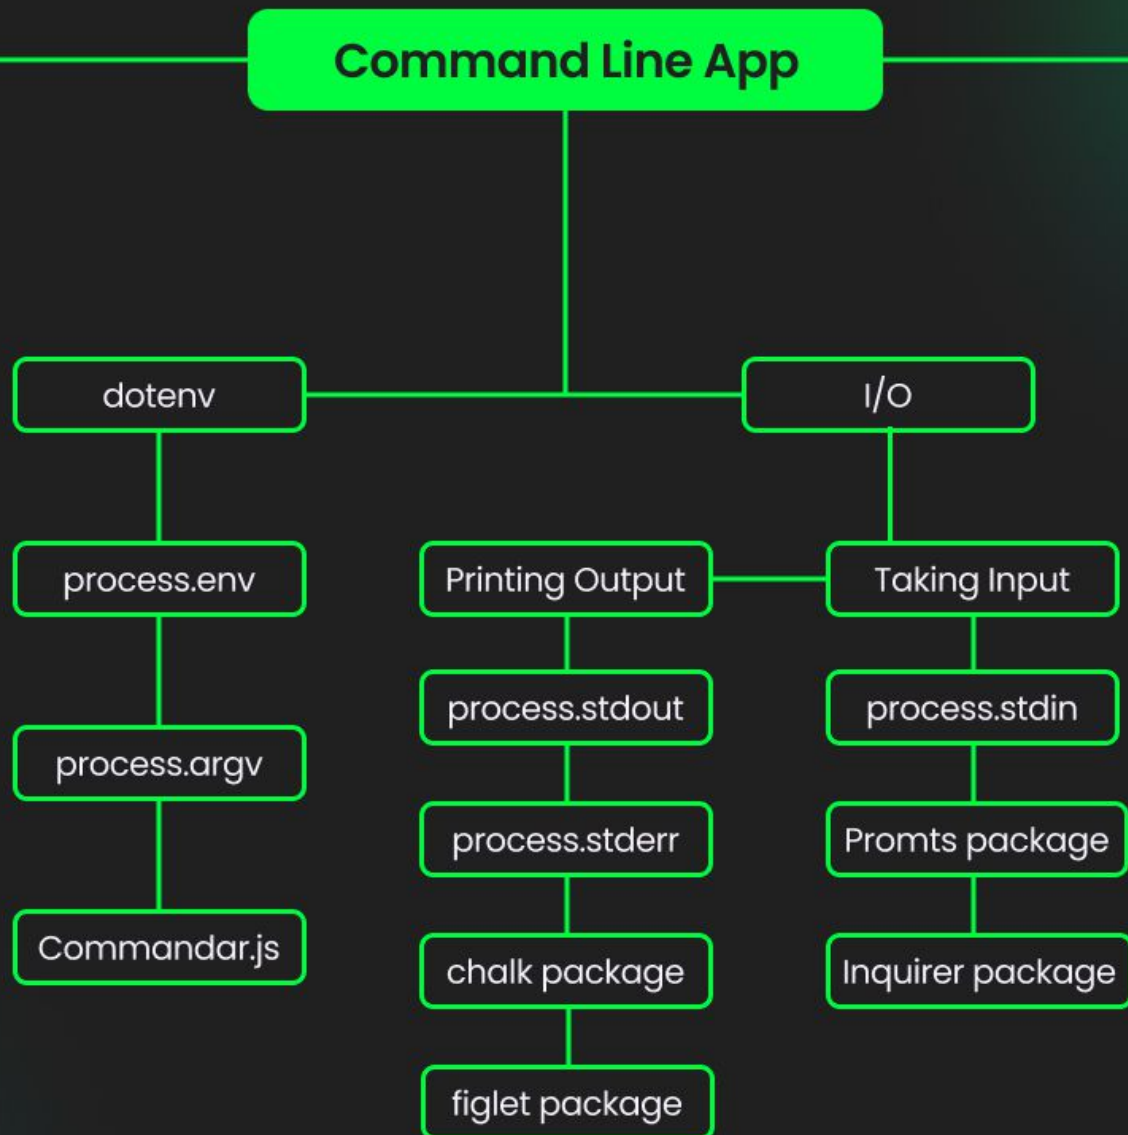 Command Line App
dotenv
I/O
process.env
Printing Output
Taking Input
process.stdout
process.stdin
process.argv
process.stderr
Promts package
Commandar.js
chalk package
Inquirer package
figlet package